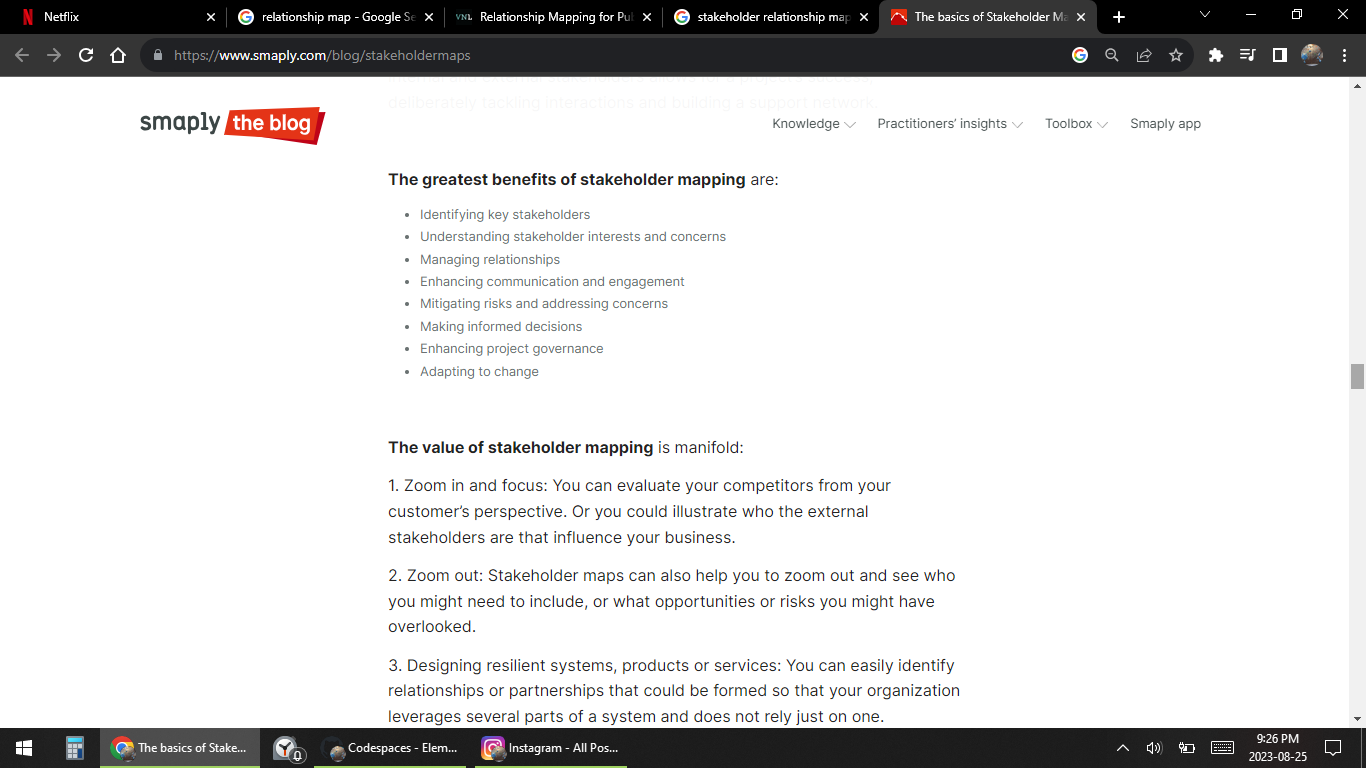 Netflix
relationship map - Google Se
VNL Relationship Mapping for Pul
stakeholder relationship map
The basics of Stakeholder Ma
https://www.smaply.com/blog/stakeholdermaps
deliberately tackling interactions and building a support network.
smaply the blog
Knowledge
Practitioners' insights
Toolbox
Smaply app
The greatest benefits of stakeholder mapping are:
• Identifying key stakeholders
• Understanding stakeholder interests and concerns
• Managing relationships
• Enhancing communication and engagement
• Mitigating risks and addressing concerns
• Making informed decisions
• Enhancing project governance
• Adapting to change
The value of stakeholder mapping is manifold:
1. Zoom in and focus: You can evaluate your competitors from your
customer’s perspective. Or you could illustrate who the external
stakeholders are that influence your business.
2. Zoom out: Stakeholder maps can also help you to zoom out and see who
you might need to include, or what opportunities or risks you might have
overlooked.
3. Designing resilient systems, products or services: You can easily identify
relationships or partnerships that could be formed so that your organization
leverages several parts of a system and does not rely just on one.
The basics of Stake...
Codespaces - Elem...
Instagram - All Pos...
9:26 PM
2023-08-25